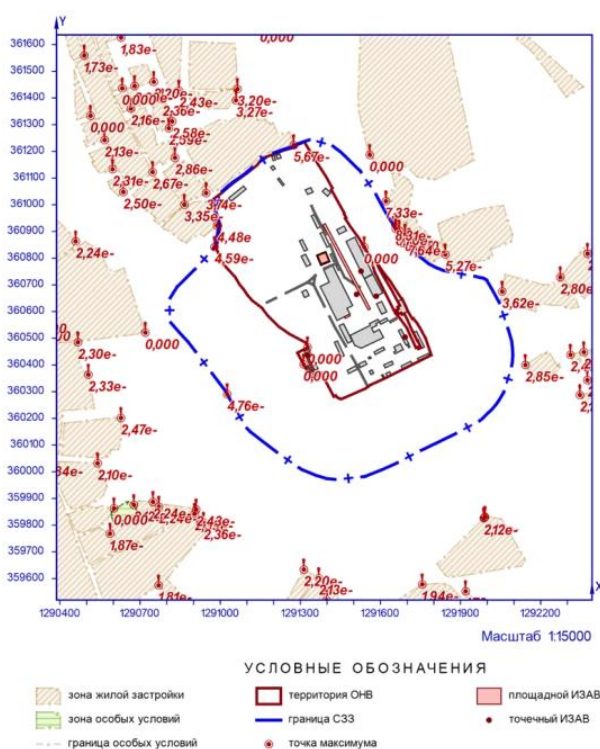 Y
361600
361500
361400
361300
361200
361100
361000
360900
360800
360700
360600
360500
360400
360300
360200
360100
360000
359900
359800
359700
359600
1,83e-
0,000
1,73e-
0,000
2,43e-
3,20e-
3,27e-
0,000
2,16e-
2,58e-
2,13e-
5,67e-
2,86e-
0,000
2,31e-
2,67e-
2,50e-
3,35e-
7,33e-
4,48e
4,59e-
2,24e-
7,64e-
0,000
5,27e-
2,80e-
3,62e-
0,000
2,30e-
0,000
0,000
2,85e-
2,33e-
4,76e-
2,47e-
2,10e-
0,000
2,24e-
2,43e-
2,36e-
1,87e-
2,12e-
2,20e-
2,13e-
1,94e-
1,81e-
X
1290400 1290700 1291000 1291300 1291600 1291900 1292200
Масштаб 1:15000
УСЛОВНЫЕ ОБОЗНАЧЕНИЯ
зона жилой застройки территория ОНВ площадной ИЗАВ
зона особых условий граница СЗЗ точечный ИЗАВ
граница особых условий точка максимума